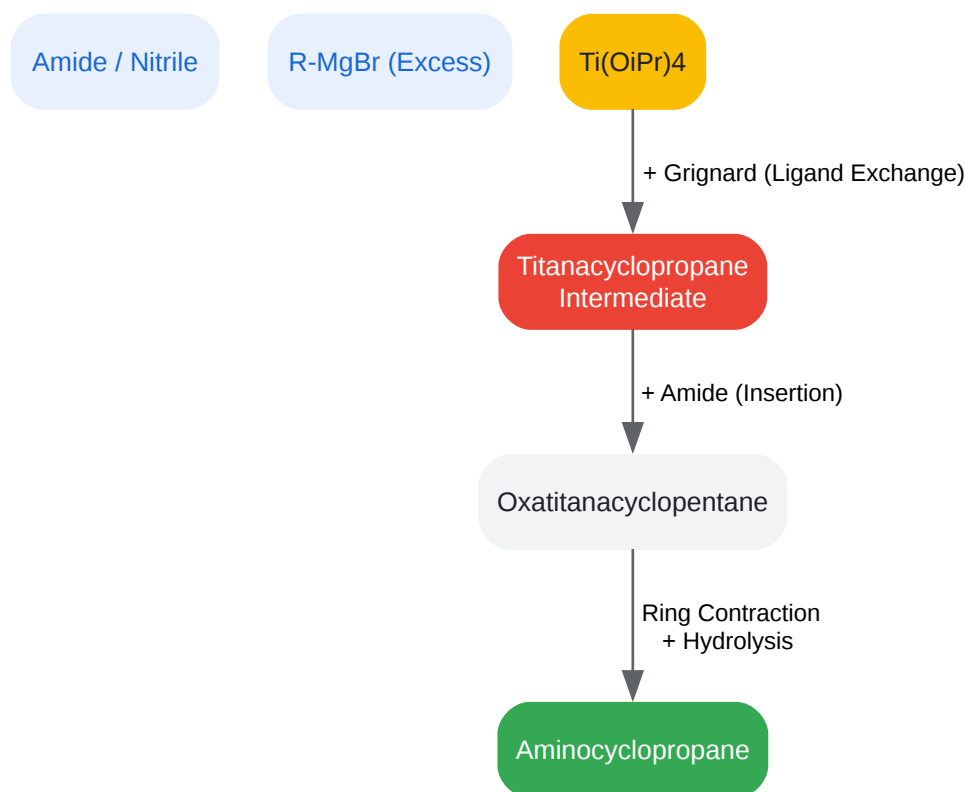 Amide / Nitrile
R-MgBr (Excess)
Ti(OiPr)4
+ Grignard (Ligand Exchange)
Titanacyclopropane
Intermediate
+ Amide (Insertion)
Oxatitanacyclopentane
Ring Contraction
+ Hydrolysis
Aminocyclopropane